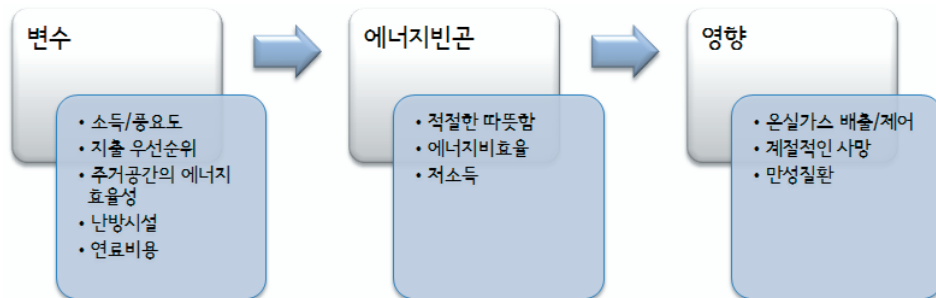 변수
• 소득/풍요도
• 지출 우선순위
• 주거공간의 에너지
효율성
• 난방시설
• 연료비용
에너지빈곤
• 적절한 따뜻함
• 에너지비효율
• 저소득
영향
• 온실가스 배출/제어
• 계절적인 사망
• 만성질환